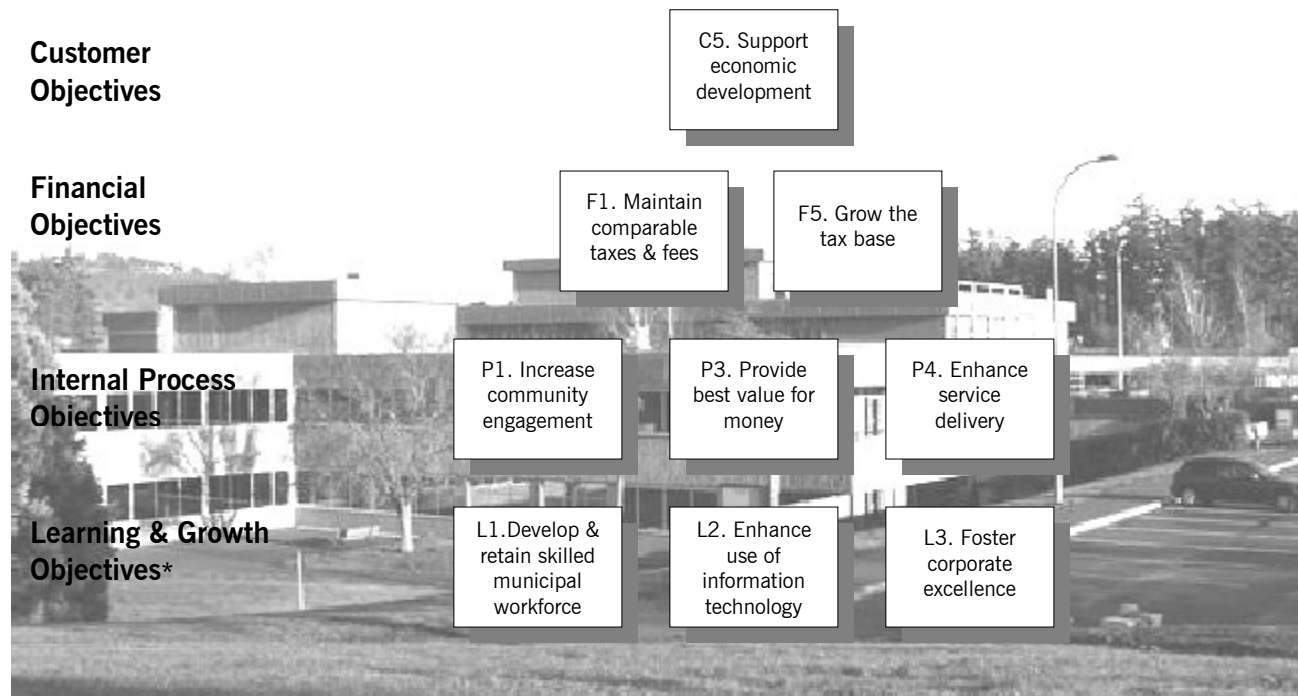 Customer
Objectives
C5. Support
economic
development
Financial
Objectives
F1. Maintain
comparable
taxes & fees
F5. Grow the
tax base
Internal Process
Objectives
P1. Increase
community
engagement
P3. Provide
best value for
money
P4. Enhance
service
delivery
Learning & Growth
Objectives*
L1.Develop &
retain skilled
municipal
workforce
L2. Enhance
use of
information
technology
L3. Foster
corporate
excellence